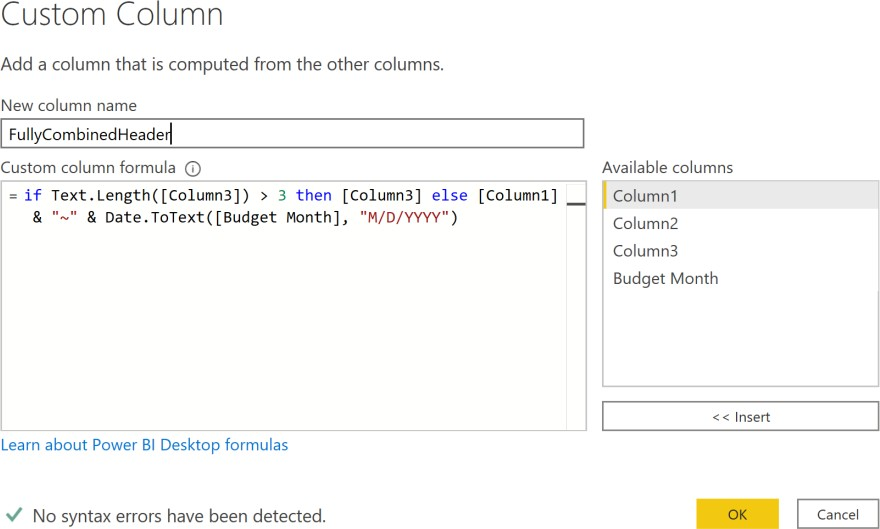 Custom Column
Add a column that is computed from the other columns.
New column name
FullyCombinedHeader
Custom column formula
= if Text.Length([Column3]) > 3 then [Column3] else [Column1]
& "~" & Date.ToText([Budget Month], "M/D/YYYY")
Available columns
Column1
Column2
Column3
Budget Month
<< Insert
Learn about Power BI Desktop formulas
No syntax errors have been detected.
OK
Cancel